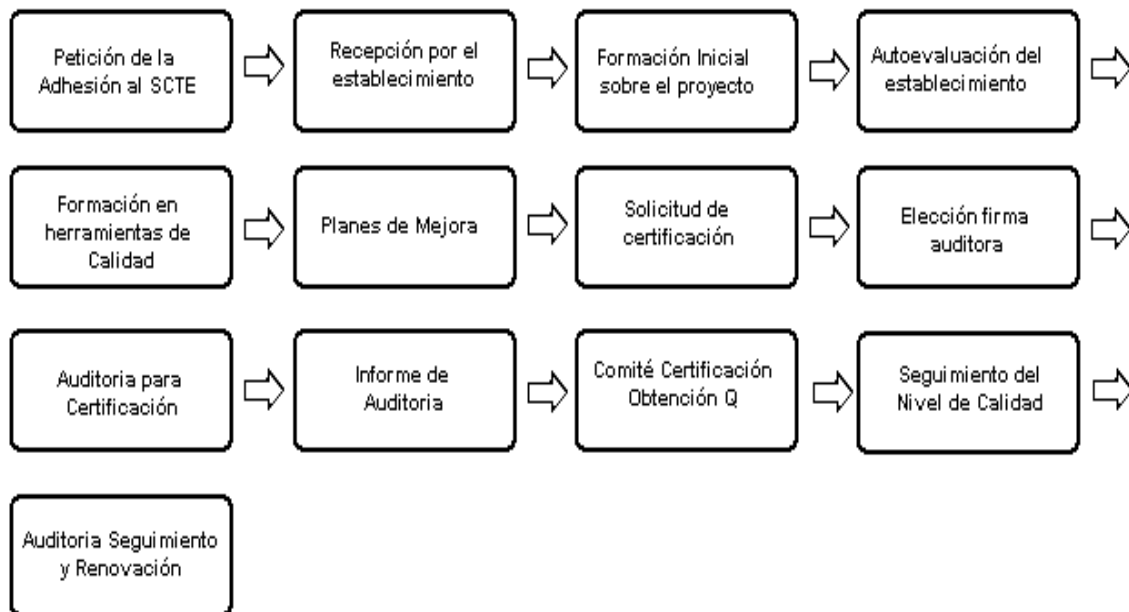 Petición de la
Adhesión al SCTE
Recepción por el
establecimiento
Formación Inicial
sobre el proyecto
Autoevaluación del
establecimiento
Formación en
herramientas de
Calidad
Planes de Mejora
Solicitud de
certificación
Elección firma
auditora
Auditoria para
Certificación
Informe de
Auditoria
Comité Certificación
Obtención Q
Seguimiento del
Nivel de Calidad
Auditoria Seguimiento
y Renovación